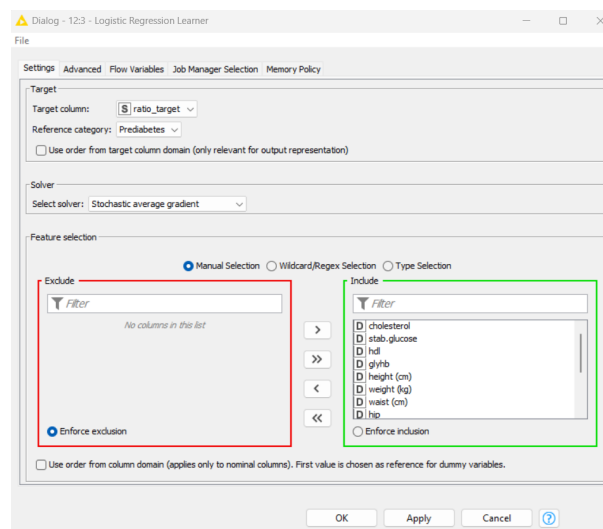 Dialog - 12:3 - Logistic Regression Learner
File
Settings Advanced Flow Variables Job Manager Selection Memory Policy
Target
Target column: S ratio_target
Reference category: Prediabetes
Use order from target column domain (only relevant for output representation)
Solver
Select solver: Stochastic average gradient
Feature selection
Manual Selection Wildcard/Regex Selection Type Selection
Exclude
Filter
No columns in this list
Enforce exclusion
>
>>
<
<<
Include
Filter
D cholesterol
D stab.glucose
D hdl
D glyhb
D height (cm)
D weight (kg)
D waist (cm)
D hip
Enforce inclusion
Use order from column domain (applies only to nominal columns). First value is chosen as reference for dummy variables.
OK Apply Cancel ?